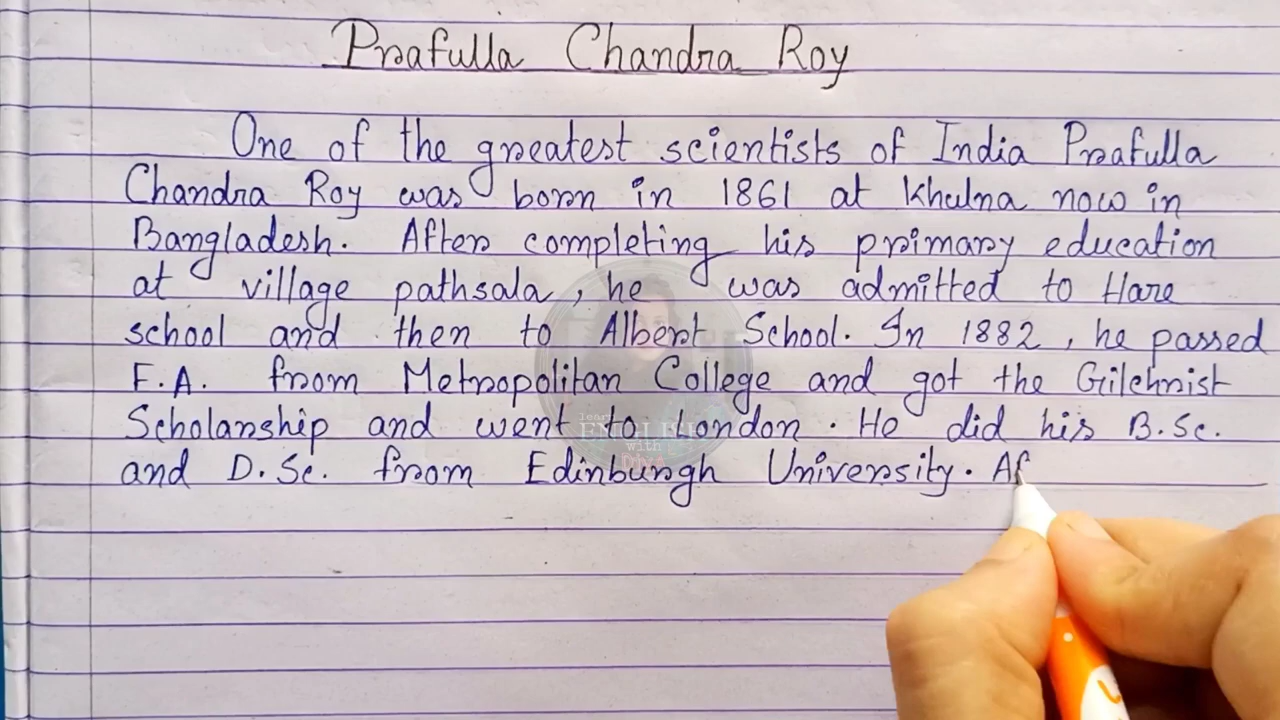 Prafulla Chandra Roy
One of the greatest scientists of India Prafulla
Chandra Roy was born in 1861 at Khulna now in
Bangladesh. After completing his primary education
at village pathsala, he was admitted to Hare
school and then to Albert School. In 1882, he passed
F.A. from Metropolitan College and got the Gilchrist
Scholarship and went to London. He did his B.Sc.
learn
ENGLISH
with
and D.Sc. from Edinburgh University. Af